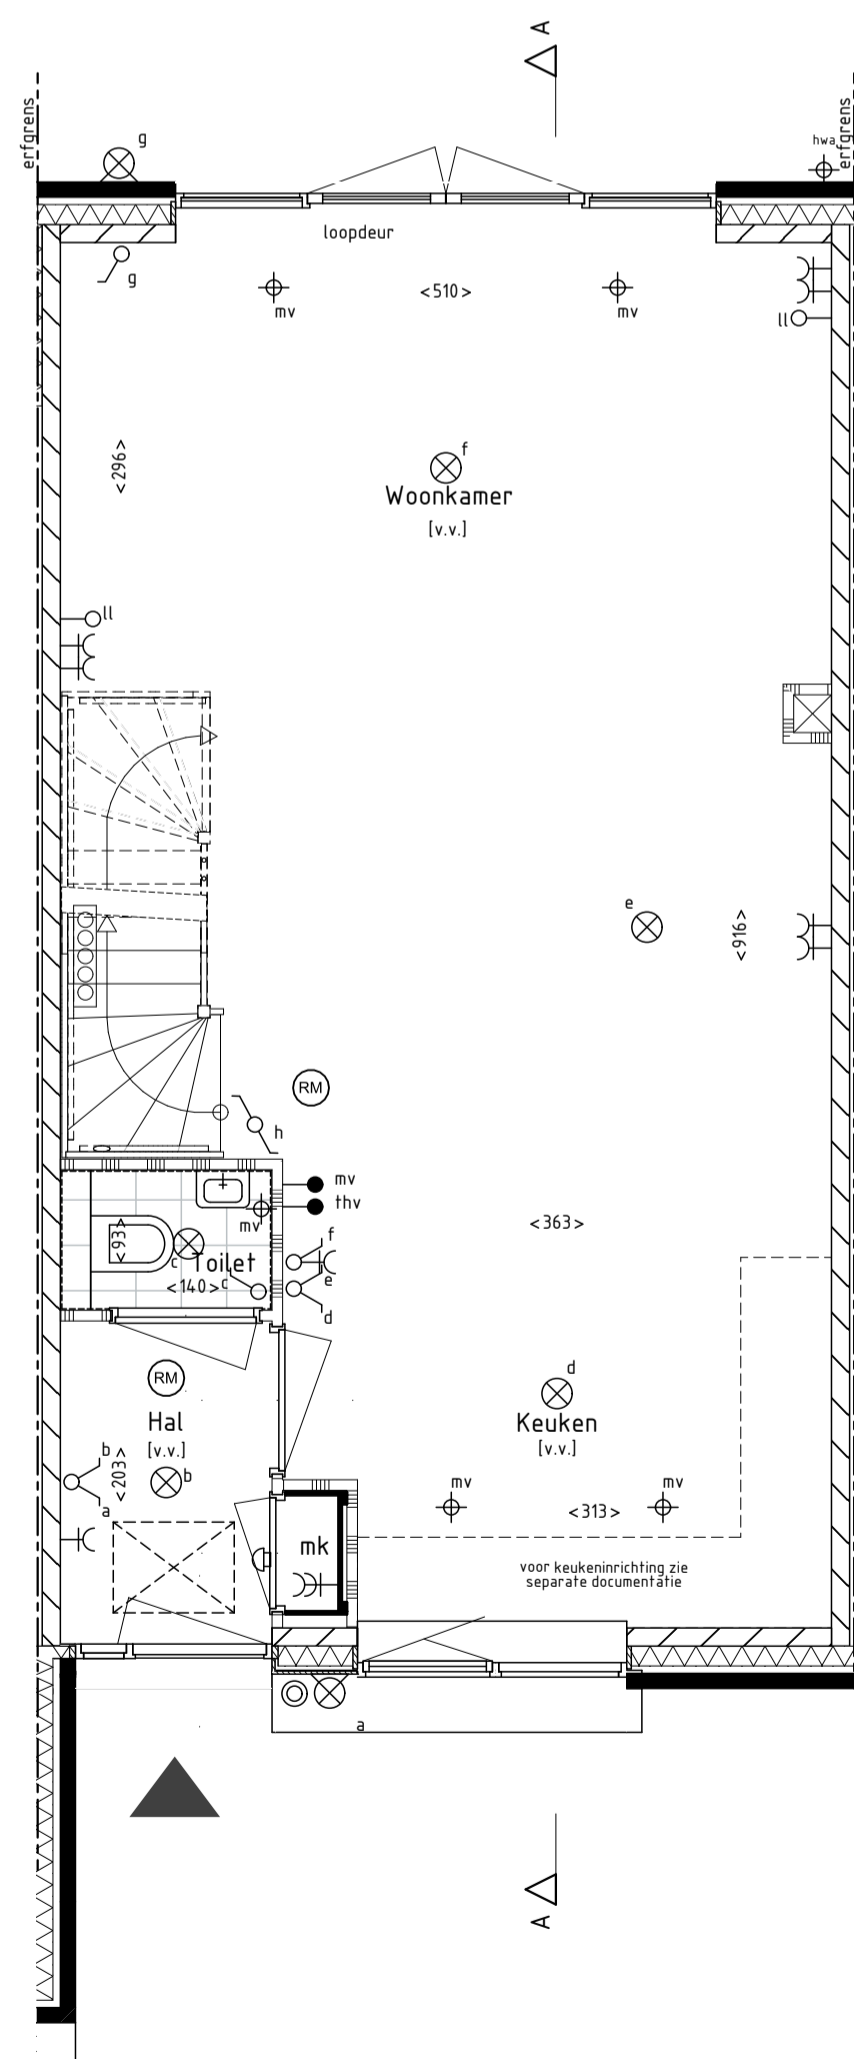 A
erfgrens
erfgrens
g
hwa
loopdeur
g
mv
<510>
mv
ll
<296>
f
Woonkamer
[v.v.]
ll
e
<916>
RM
h
mv
thv
mv
<93>
c
Toilet
<140>
c
f
e
d
<363>
RM
Hal
[v.v.]
b
<203>
b
a
d
Keuken
[v.v.]
mv
mv
<313>
mk
voor keukeninrichting zie
separate documentatie
a
A